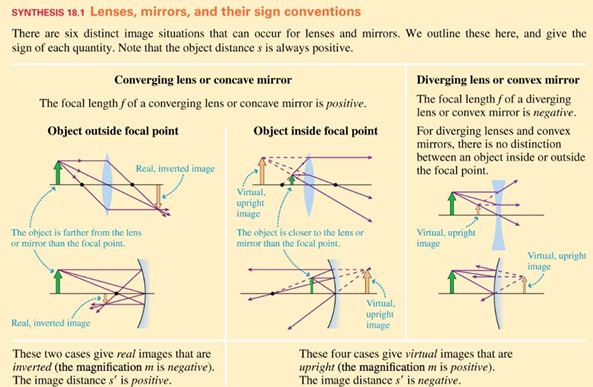 SYNTHESIS 18.1 Lenses, mirrors, and their sign conventions
There are six distinct image situations that can occur for lenses and mirrors. We outline these here, and give the
sign of each quantity. Note that the object distance s is always positive.
Converging lens or concave mirror
The focal length f of a converging lens or concave mirror is positive.
Object outside focal point
Real, inverted image
The object is farther from the lens
or mirror than the focal point.
Real, inverted image
Object inside focal point
Virtual,
upright
image
The object is closer to the lens or
mirror than the focal point.
Virtual,
upright
image
Diverging lens or convex mirror
The focal length f of a diverging
lens or convex mirror is negative.
For diverging lenses and convex
mirrors, there is no distinction
between an object inside or outside
the focal point.
Virtual, upright
image
Virtual, upright
image
These two cases give real images that are
inverted (the magnification m is negative).
The image distance s′ is positive.
These four cases give virtual images that are
upright (the magnification m is positive).
The image distance s′ is negative.